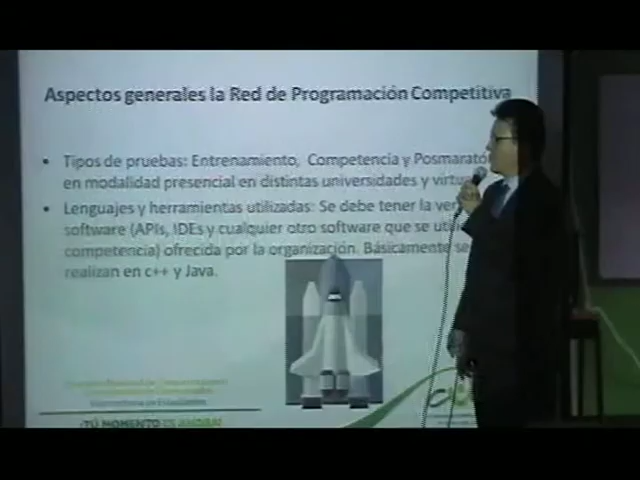 Aspectos generales la Red de Programación Competitiva
• Tipos de pruebas: Entrenamiento, Competencia y Posmarató
en modalidad presencial en distintas universidades y virtu
• Lenguajes y herramientas utilizadas: Se debe tener la ver
software (APIs, IDEs y cualquier otro software que se uti
competencia) ofrecida por la organización. Básicamente se
realizan en c++ y Java.
¡TÚ MOMENTO ES AHORA!